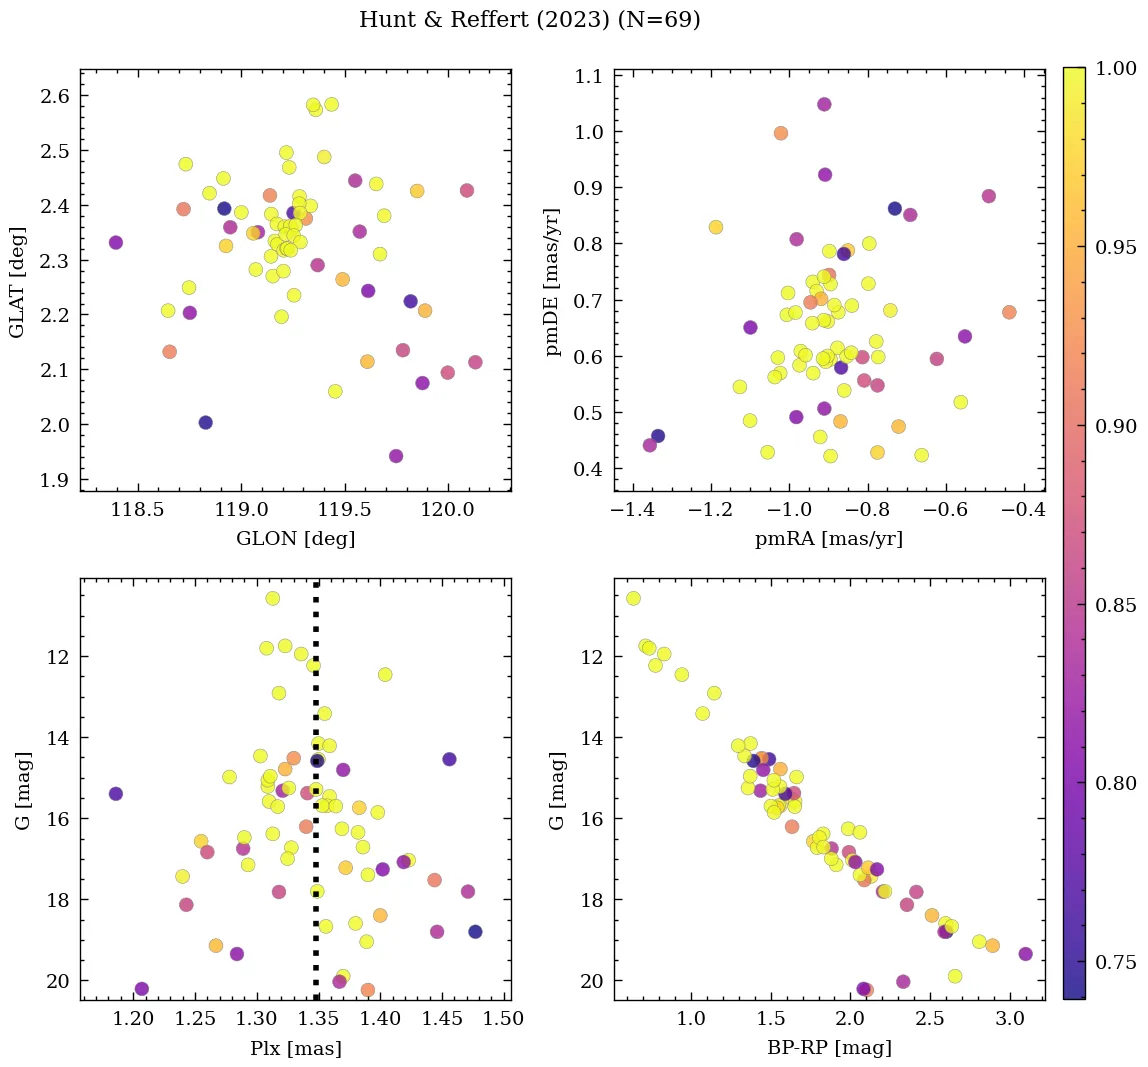 Hunt & Reffert (2023) (N=69)
2.6
2.5
2.4
2.3
2.2
2.1
2.0
1.9
GLAT [deg]
118.5 119.0 119.5 120.0
GLON [deg]
1.1
1.0
0.9
0.8
0.7
0.6
0.5
0.4
pmDE [mas/yr]
−1.4 −1.2 −1.0 −0.8 −0.6 −0.4
pmRA [mas/yr]
12
14
16
18
20
G [mag]
1.20 1.25 1.30 1.35 1.40 1.45 1.50
Plx [mas]
12
14
16
18
20
G [mag]
1.0 1.5 2.0 2.5 3.0
BP-RP [mag]
1.00
0.95
0.90
0.85
0.80
0.75